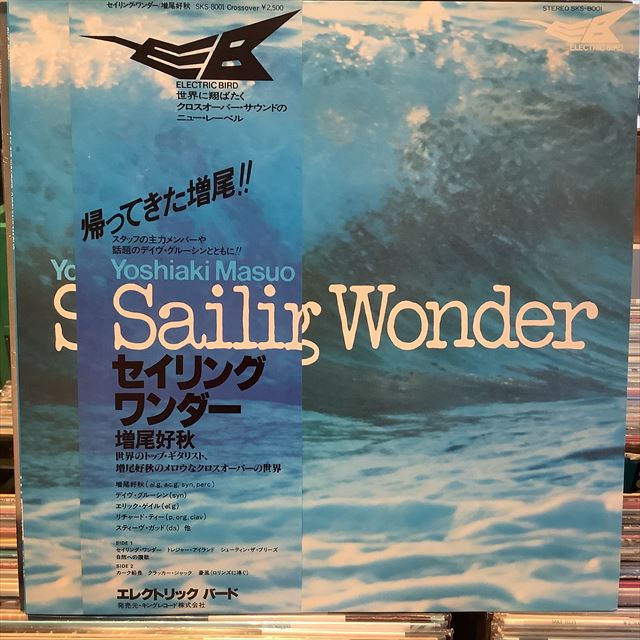 セイリング・ワンダー/増尾好秋 SKS-8001 Crossover ¥2,500
EB
ELECTRIC BIRD
世界に翔ばたく
クロスオーバー・サウンドの
ニュー・レーベル
STEREO SKS-8001
EB
ELECTRIC BIRD
帰ってきた増尾!!
スタッフの主力メンバーや
話題のデイヴ・グルーシンとともに!!
Yo
Yoshiaki Masuo
S
Sailing Wonder
セイリング
ワンダー
増尾好秋
世界のトップ・ギタリスト、
増尾好秋のメロウなクロスオーバーの世界
増尾好秋(el.g, ac.g, syn, perc)
デイヴ・グルーシン(syn)
エリック・ゲイル(el.g)
リチャード・ティー(p, org, clav)
スティーヴ・ガッド(ds) 他
SIDE 1
セイリング・ワンダー トレジャー・アイランド シューティン・ザ・ブリーズ
自然への讃歌
SIDE 2
カーク船長 クラッカー・ジャック 豪風(ロリンズに捧ぐ)
エレクトリック バード
発売元・キングレコード株式会社